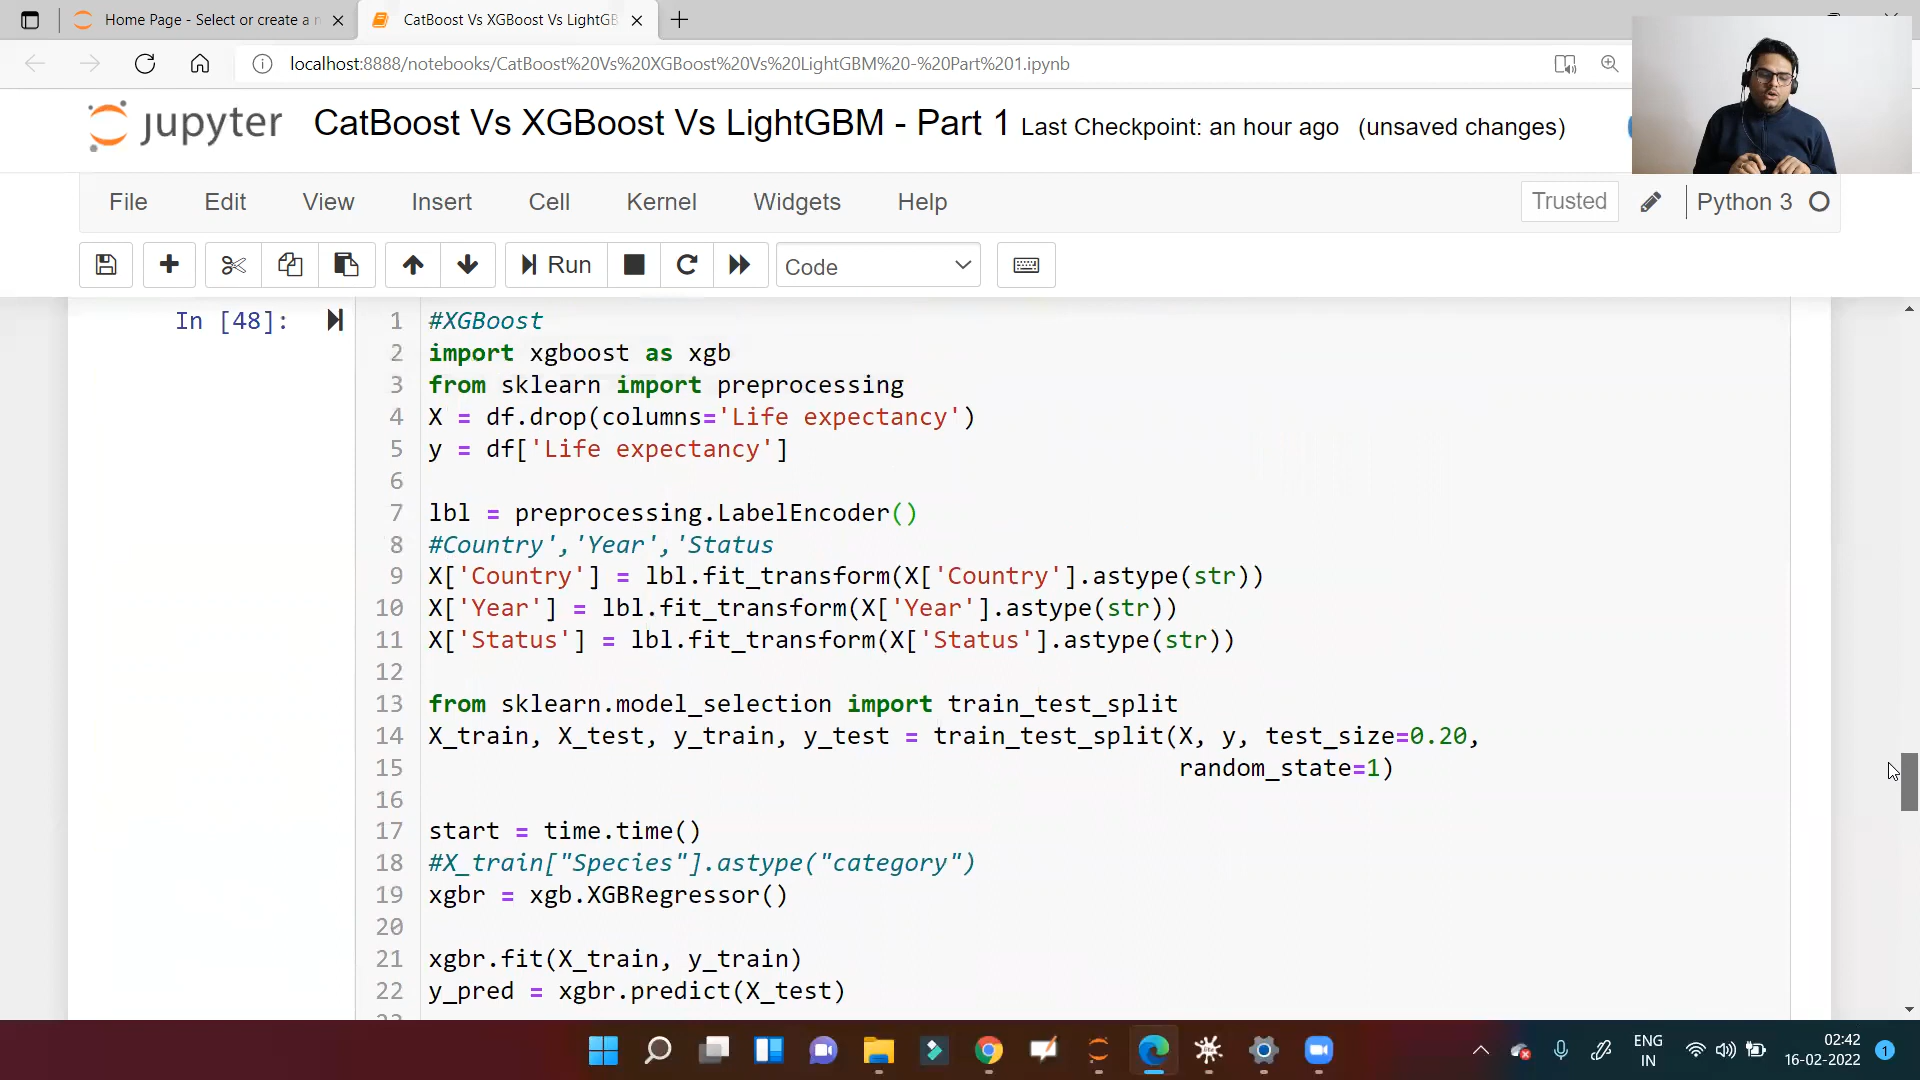 Home Page - Select or create a n
CatBoost Vs XGBoost Vs LightGB
localhost:8888/notebooks/CatBoost%20Vs%20XGBoost%20Vs%20LightGBM%20-%20Part%201.ipynb
jupyter CatBoost Vs XGBoost Vs LightGBM - Part 1 Last Checkpoint: an hour ago (unsaved changes)
File Edit View Insert Cell Kernel Widgets Help Trusted Python 3
Run Code
In [48]:
1 #XGBoost
2 import xgboost as xgb
3 from sklearn import preprocessing
4 X = df.drop(columns='Life expectancy')
5 y = df['Life expectancy']
6
7 lbl = preprocessing.LabelEncoder()
8 #Country','Year','Status
9 X['Country'] = lbl.fit_transform(X['Country'].astype(str))
10 X['Year'] = lbl.fit_transform(X['Year'].astype(str))
11 X['Status'] = lbl.fit_transform(X['Status'].astype(str))
12
13 from sklearn.model_selection import train_test_split
14 X_train, X_test, y_train, y_test = train_test_split(X, y, test_size=0.20,
15 random_state=1)
16
17 start = time.time()
18 #X_train["Species"].astype("category")
19 xgbr = xgb.XGBRegressor()
20
21 xgbr.fit(X_train, y_train)
22 y_pred = xgbr.predict(X_test)
ENG
IN
02:42
16-02-2022
1